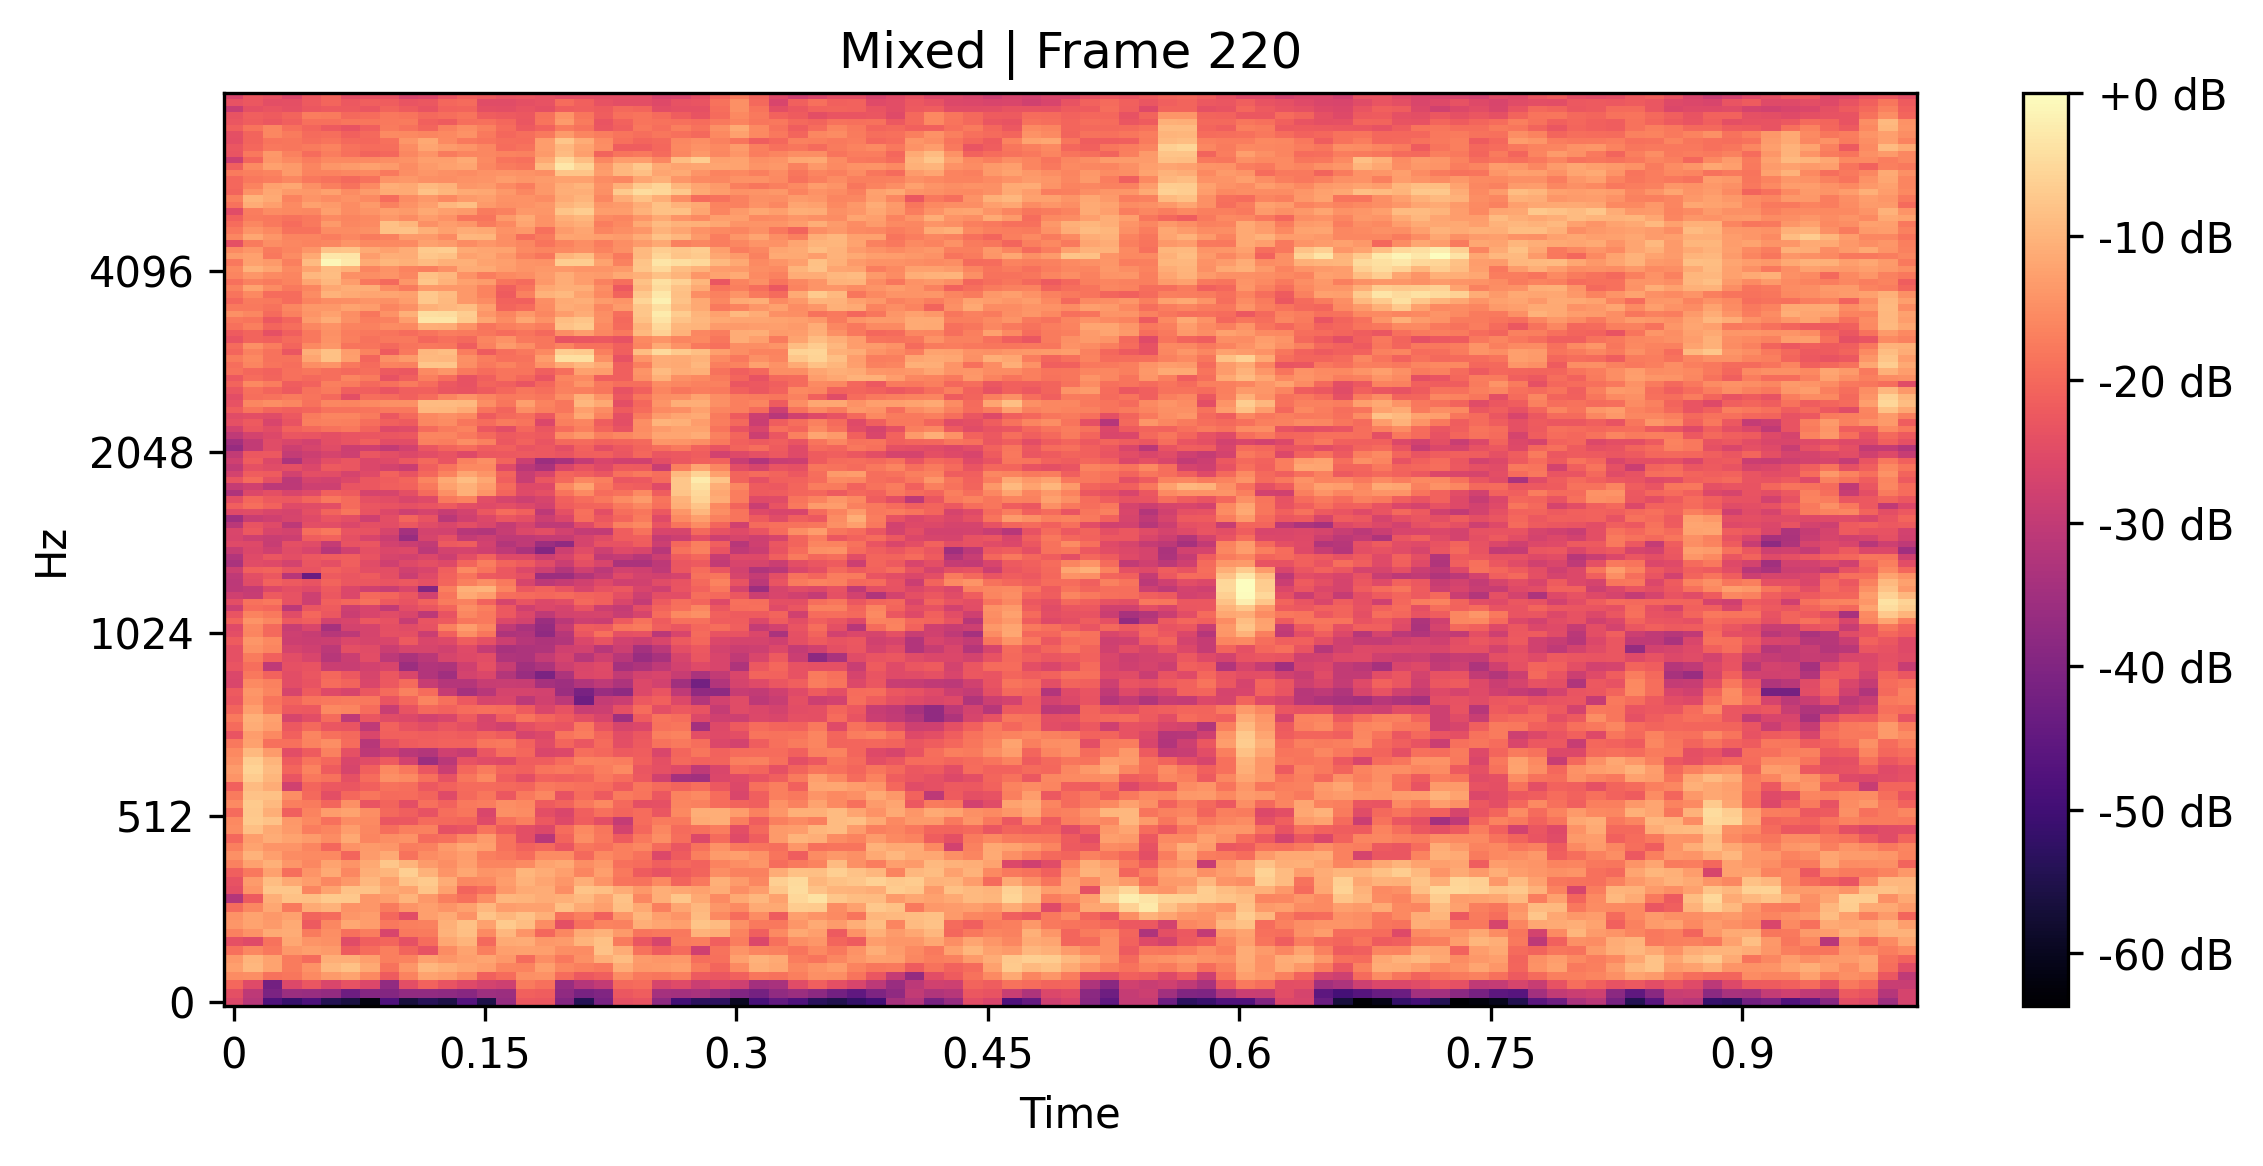 Mixed | Frame 220
+0 dB
-10 dB
-20 dB
-30 dB
-40 dB
-50 dB
-60 dB
4096
2048
1024
512
0
Hz
0 0.15 0.3 0.45 0.6 0.75 0.9
Time